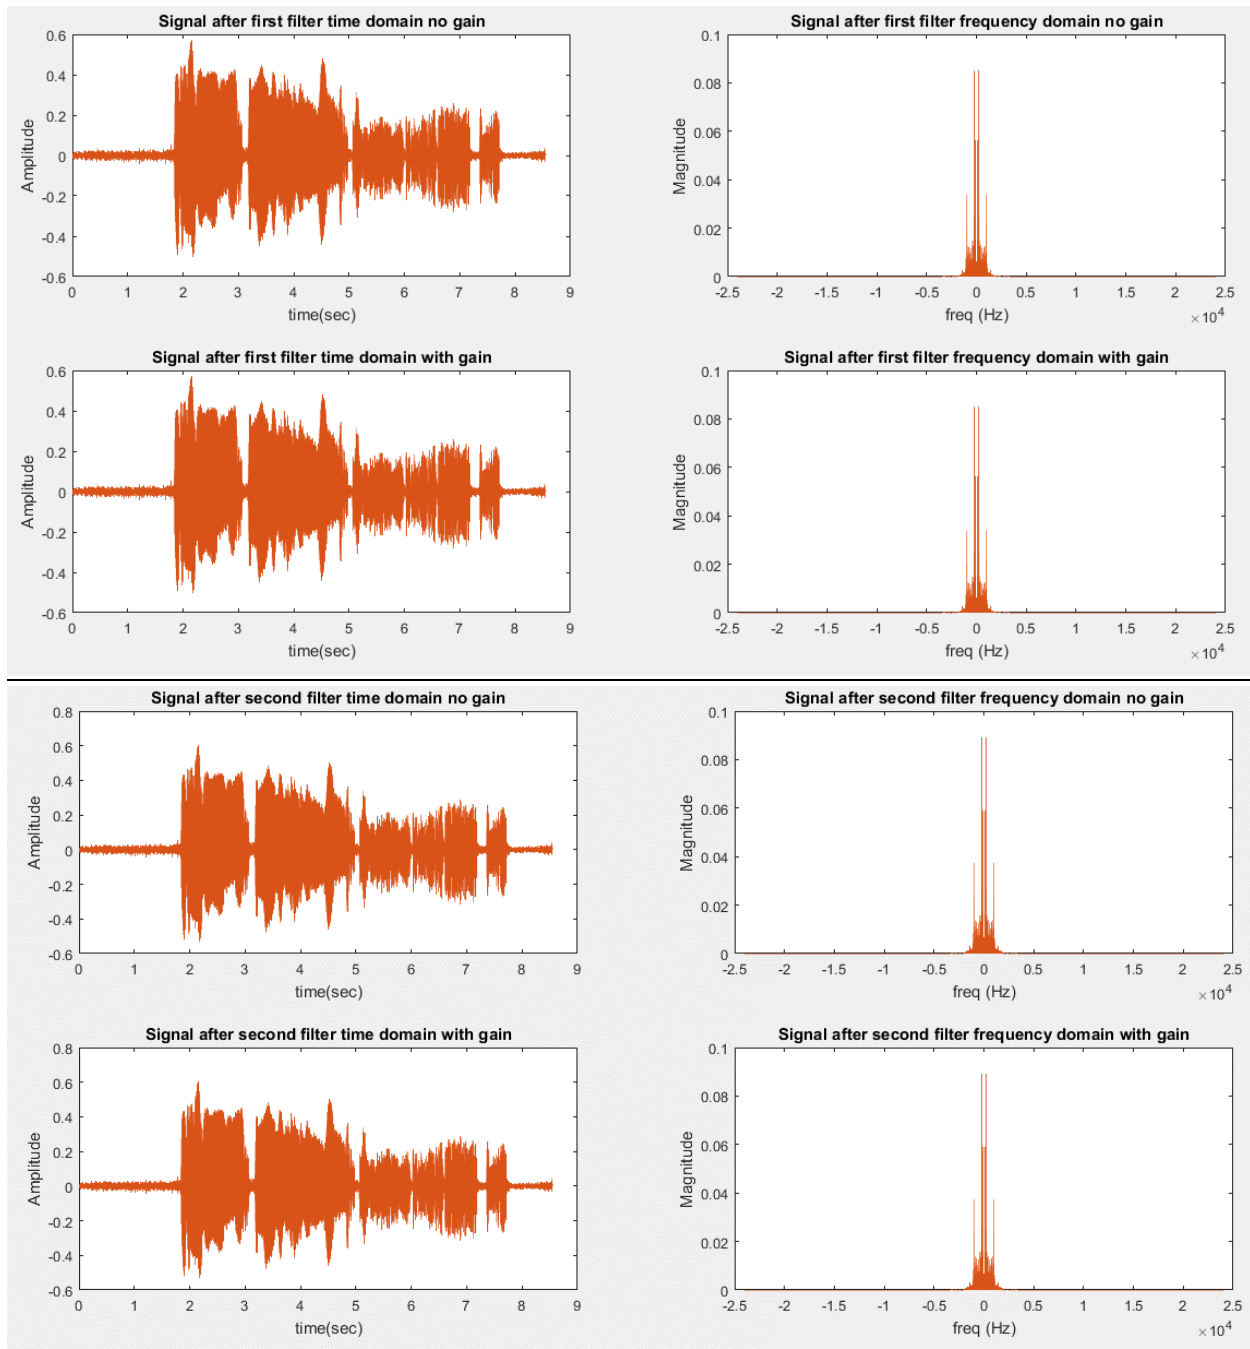 Signal after first filter time domain no gain
0.6
0.4
0.2
0
-0.2
-0.4
-0.6
Amplitude
0 1 2 3 4 5 6 7 8 9
time(sec)
Signal after first filter frequency domain no gain
0.1
0.08
0.06
0.04
0.02
0
Magnitude
-2.5 -2 -1.5 -1 -0.5 0 0.5 1 1.5 2 2.5
freq (Hz)
×10^4
Signal after first filter time domain with gain
0.6
0.4
0.2
0
-0.2
-0.4
-0.6
Amplitude
0 1 2 3 4 5 6 7 8 9
time(sec)
Signal after first filter frequency domain with gain
0.1
0.08
0.06
0.04
0.02
0
Magnitude
-2.5 -2 -1.5 -1 -0.5 0 0.5 1 1.5 2 2.5
freq (Hz)
×10^4
Signal after second filter time domain no gain
0.8
0.6
0.4
0.2
0
-0.2
-0.4
-0.6
Amplitude
0 1 2 3 4 5 6 7 8 9
time(sec)
Signal after second filter frequency domain no gain
0.1
0.08
0.06
0.04
0.02
0
Magnitude
-2.5 -2 -1.5 -1 -0.5 0 0.5 1 1.5 2 2.5
freq (Hz)
×10^4
Signal after second filter time domain with gain
0.8
0.6
0.4
0.2
0
-0.2
-0.4
-0.6
Amplitude
0 1 2 3 4 5 6 7 8 9
time(sec)
Signal after second filter frequency domain with gain
0.1
0.08
0.06
0.04
0.02
0
Magnitude
-2.5 -2 -1.5 -1 -0.5 0 0.5 1 1.5 2 2.5
freq (Hz)
×10^4